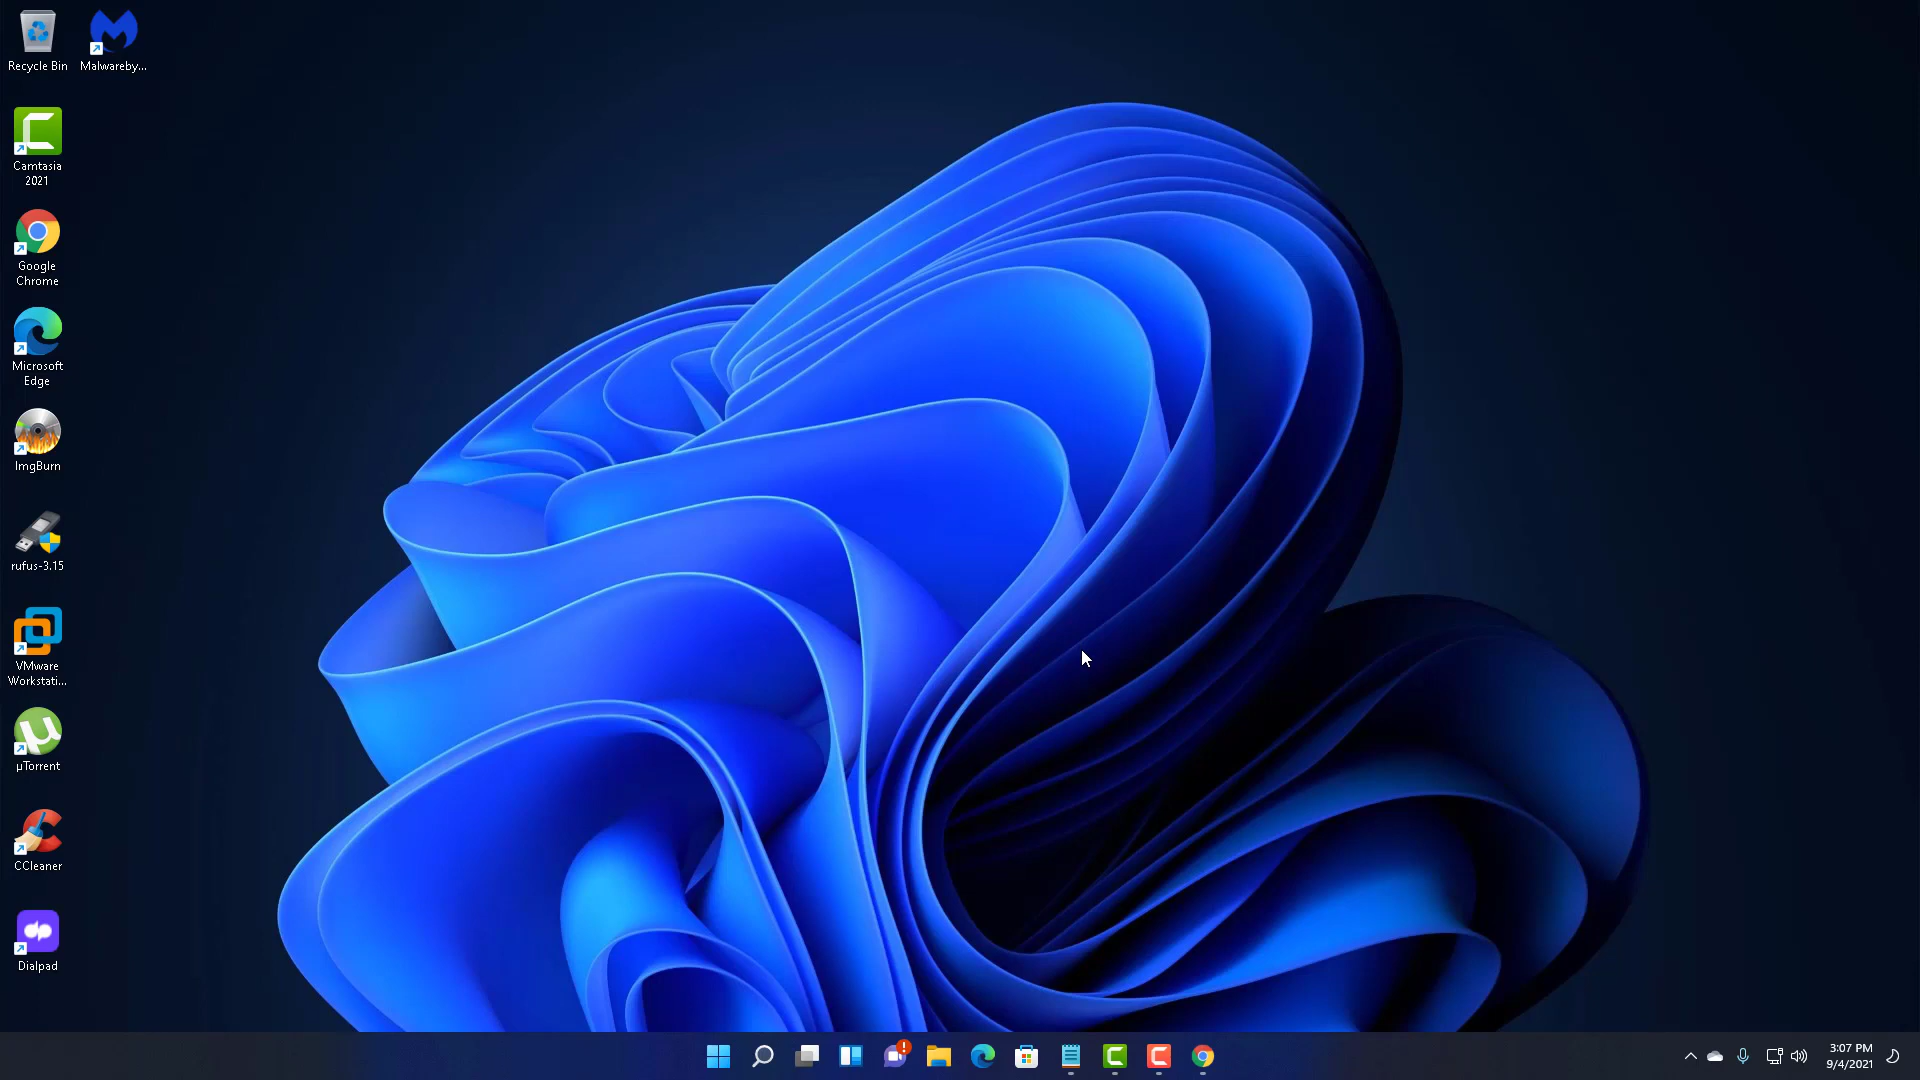 Recycle Bin
Malwareby...
Camtasia
2021
Google
Chrome
Microsoft
Edge
ImgBurn
rufus-3.15
VMware
Workstati...
µ
µTorrent
CCleaner
dp
Dialpad
3:07 PM
9/4/2021